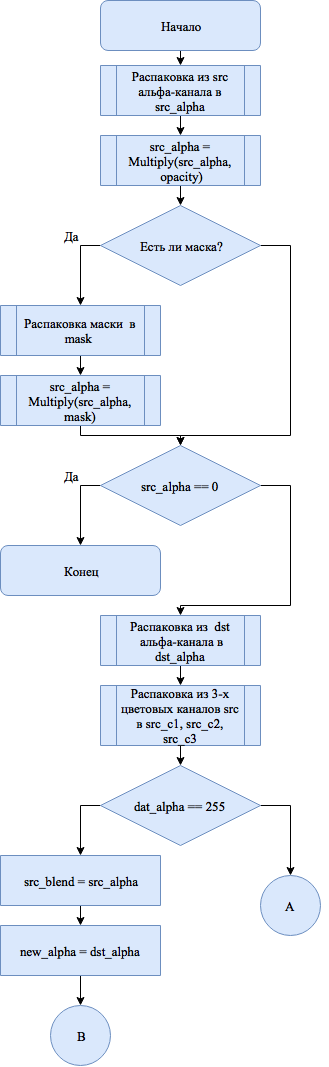 Начало
Распаковка из src
альфа-канала в
src_alpha
src_alpha =
Multiply(src_alpha,
opacity)
Да
Есть ли маска?
Распаковка маски в
mask
src_alpha =
Multiply(src_alpha,
mask)
Да
src_alpha == 0
Конец
Распаковка из dst
альфа-канала в
dst_alpha
Распаковка из 3-х
цветовых каналов src
в src_c1, src_c2,
src_c3
dat_alpha == 255
src_blend = src_alpha
A
new_alpha = dst_alpha
B